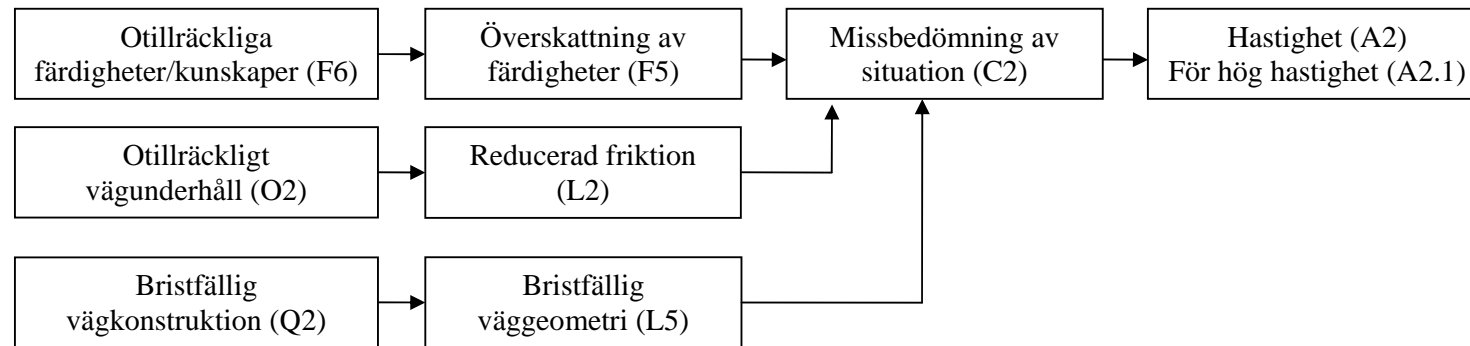 Otillräckliga
färdigheter/kunskaper (F6)
Överskattning av
färdigheter (F5)
Missbedömning av
situation (C2)
Hastighet (A2)
För hög hastighet (A2.1)
Otillräckligt
vägunderhåll (O2)
Reducerad friktion
(L2)
Bristfällig
vägkonstruktion (Q2)
Bristfällig
väggeometri (L5)